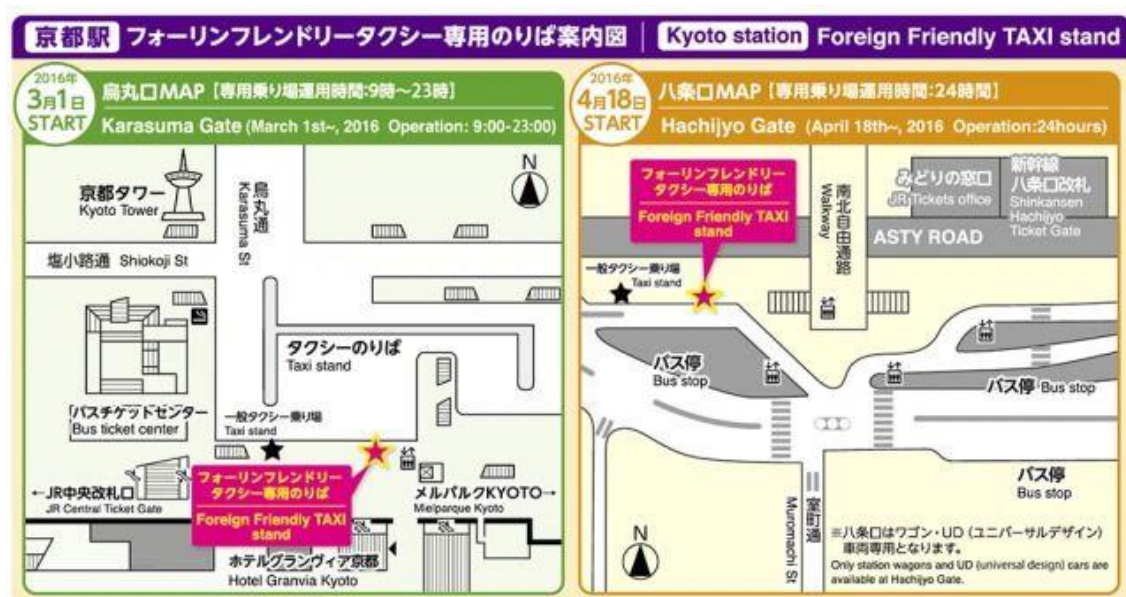 京都駅 フォーリンフレンドリータクシー専用のりば案内図 Kyoto station Foreign Friendly TAXI stand
2016年
3月1日
START
烏丸口MAP【専用乗り場運用時間:9時〜23時】
Karasuma Gate (March 1st~, 2016 Operation: 9:00-23:00)
京都タワー
Kyoto Tower
烏丸通
Karasuma St
N
塩小路通 Shiokoji St
タクシーのりば
Taxi stand
バスチケットセンター
Bus ticket center
一般タクシー乗り場
Taxi stand
フォーリンフレンドリー
タクシー専用のりば
Foreign Friendly TAXI
stand
←JR中央改札口
JR Central Ticket Gate
メルパルクKYOTO→
Mielparque Kyoto
ホテルグランヴィア京都
Hotel Granvia Kyoto
2016年
4月18日
START
八条口MAP【専用乗り場運用時間:24時間】
Hachijyo Gate (April 18th~, 2016 Operation:24hours)
フォーリンフレンドリー
タクシー専用のりば
Foreign Friendly TAXI
stand
南北自由通路
Walkway
みどりの窓口
JR Tickets office
新幹線
八条口改札
Shinkansen
Hachijyo
Ticket Gate
ASTY ROAD
一般タクシー乗り場
Taxi stand
バス停
Bus stop
バス停 Bus stop
バス停
Bus stop
室町通
Muromachi St
N
※八条口はワゴン・UD（ユニバーサルデザイン）
車両専用となります。
Only station wagons and UD (universal design) cars are
available at Hachijyo Gate.